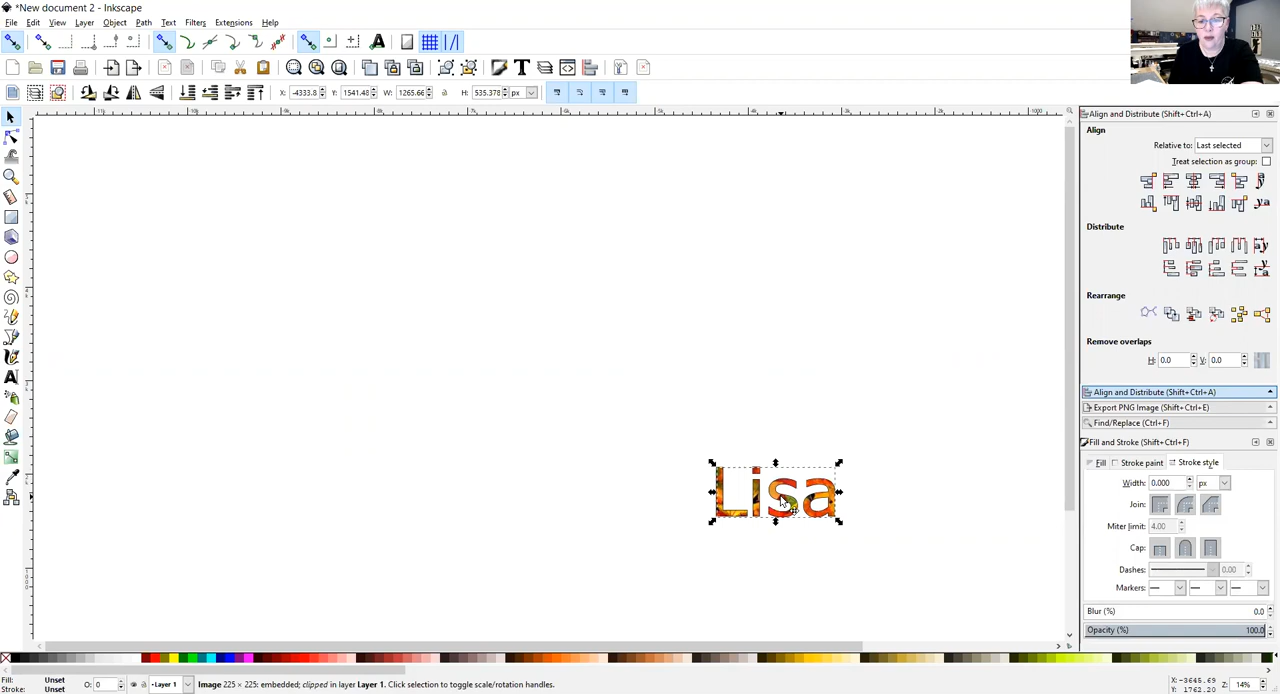 *New document 2 - Inkscape
File Edit View Layer Object Path Text Filters Extensions Help
X: -4333.8 Y: 1541.48 W: 1265.66 H: 535.378 px
Align and Distribute (Shift+Ctrl+A)
Align
Relative to: Last selected
Treat selection as group:
Distribute
Rearrange
Remove overlaps
H: 0.0 V: 0.0
Align and Distribute (Shift+Ctrl+A)
Export PNG Image (Shift+Ctrl+E)
Find/Replace (Ctrl+F)
Fill and Stroke (Shift+Ctrl+F)
Fill Stroke paint Stroke style
Width: 0.000 px
Join:
Miter limit: 4.00
Cap:
Dashes: 0.00
Markers:
Blur (%) 0.0
Opacity (%) 100.0
Lisa
Fill: Unset
Stroke: Unset
O: 0
Layer 1
Image 225 × 225: embedded; clipped in layer Layer 1. Click selection to toggle scale/rotation handles.
X: -3645.69
Y: 1762.20
Z: 14%